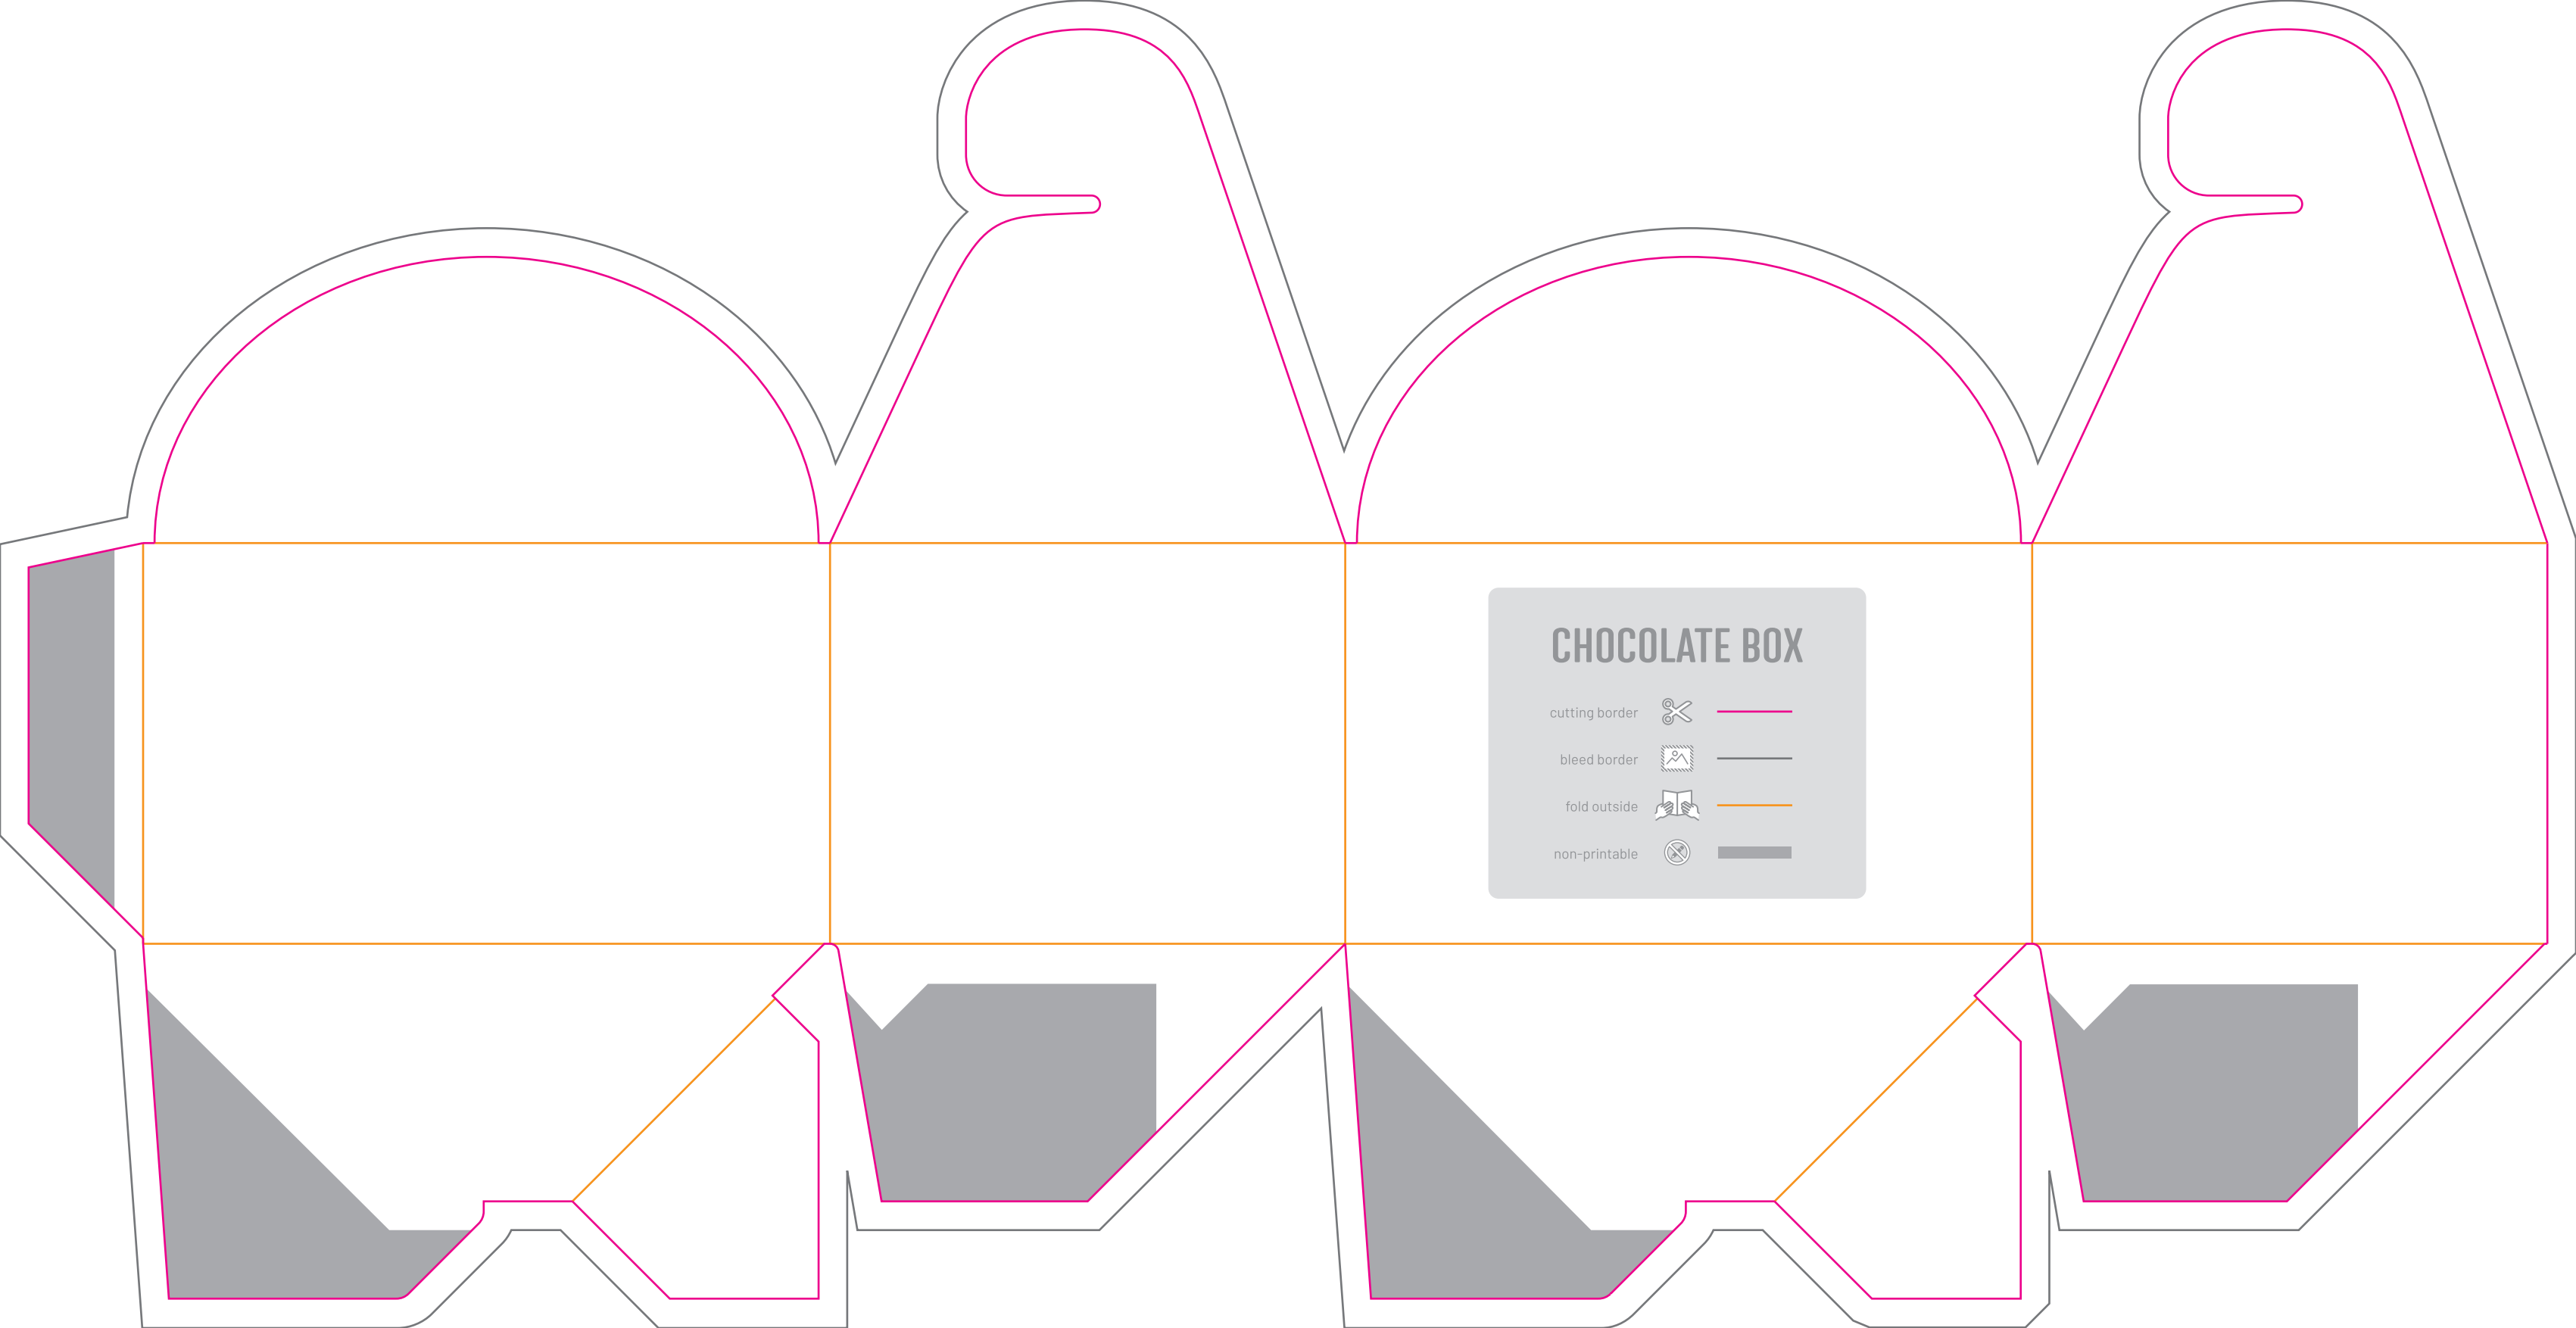 CHOCOLATE BOX
cutting border
bleed border
fold outside
non-printable